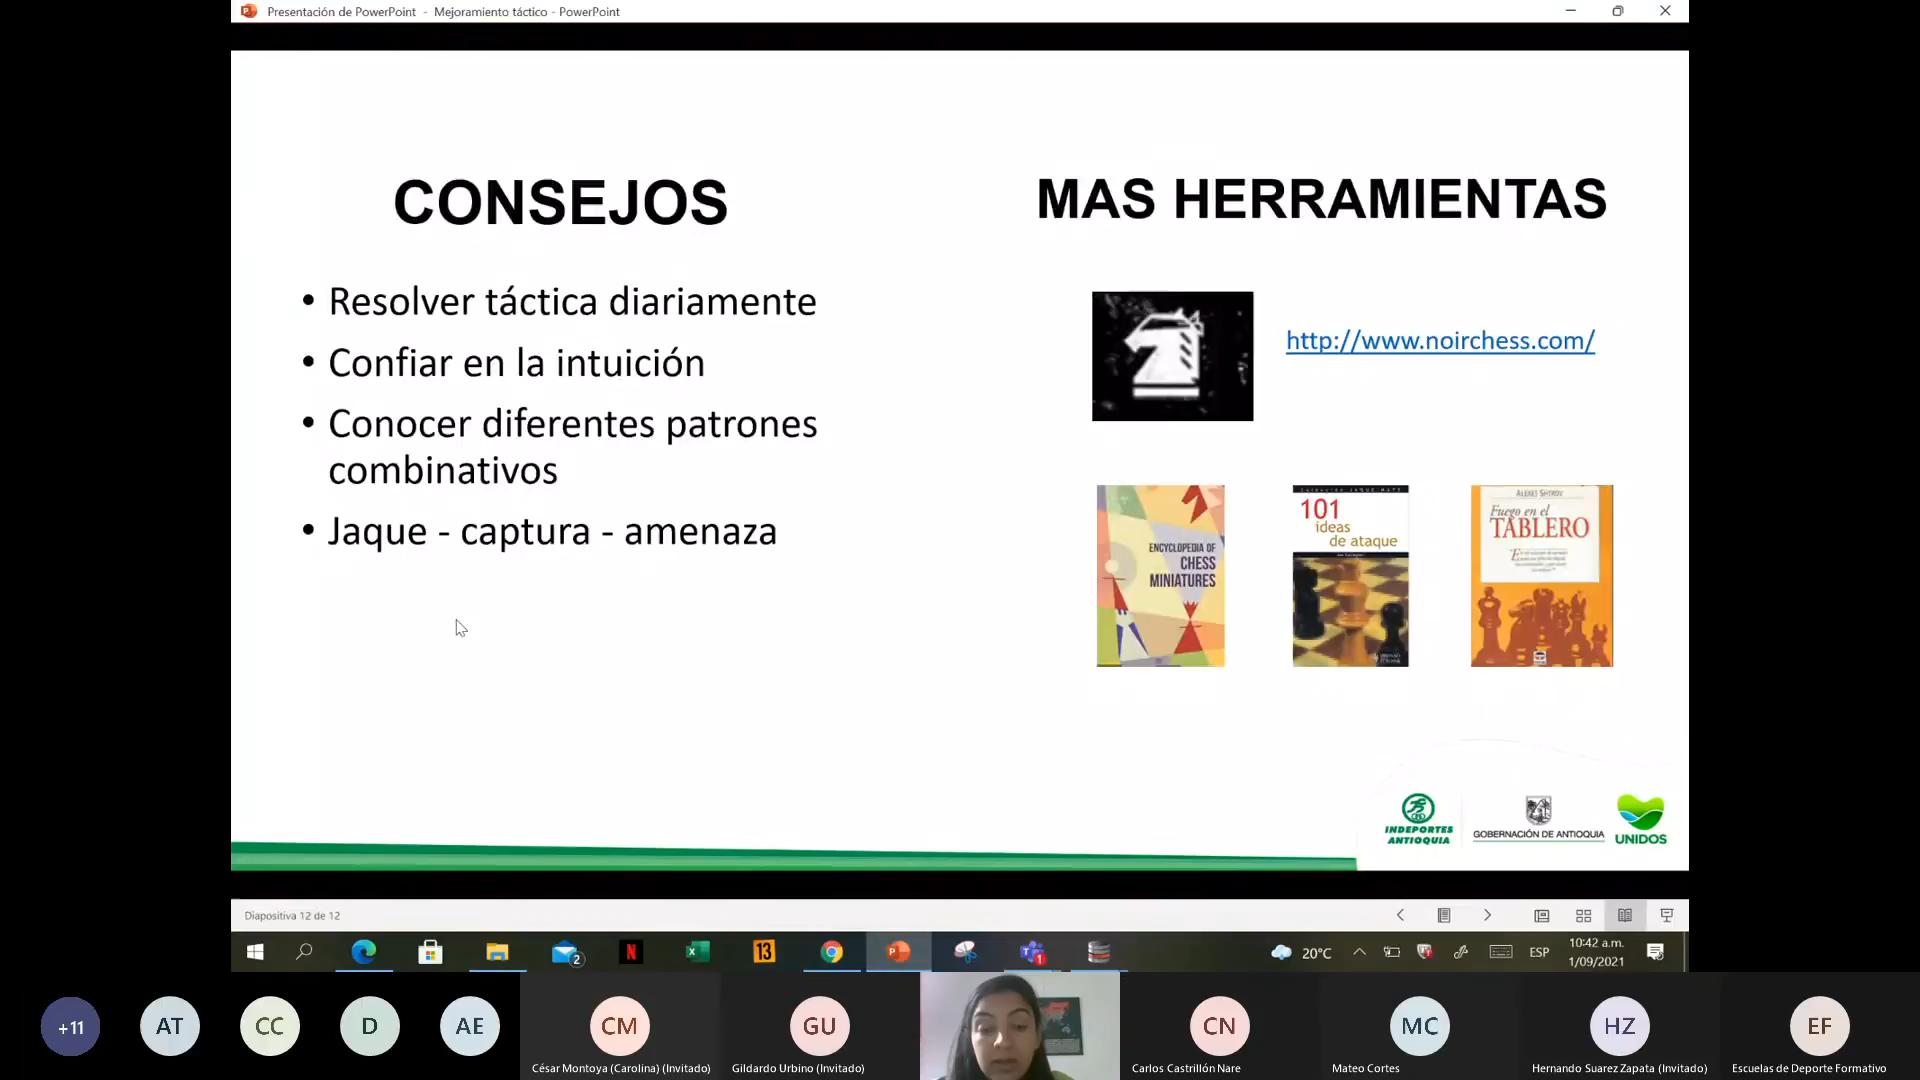 Presentación de PowerPoint - Mejoramiento táctico - PowerPoint
CONSEJOS
• Resolver táctica diariamente
• Confiar en la intuición
• Conocer diferentes patrones
combinativos
• Jaque - captura - amenaza
MAS HERRAMIENTAS
http://www.noirchess.com/
ENCYCLOPEDIA OF
CHESS
MINIATURES
101
ideas
de ataque
ALEXEI SHIROV
Fuego en el
TABLERO
INDEPORTES
ANTIOQUIA
GOBERNACIÓN DE ANTIOQUIA
UNIDOS
Diapositiva 12 de 12
2
N
13
1
20°C
ESP
10:42 a.m.
1/09/2021
+11
AT
CC
D
AE
CM
César Montoya (Carolina) (Invitado)
GU
Gildardo Urbino (Invitado)
CN
Carlos Castrillón Nare
MC
Mateo Cortes
HZ
Hernando Suarez Zapata (Invitado)
EF
Escuelas de Deporte Formativo